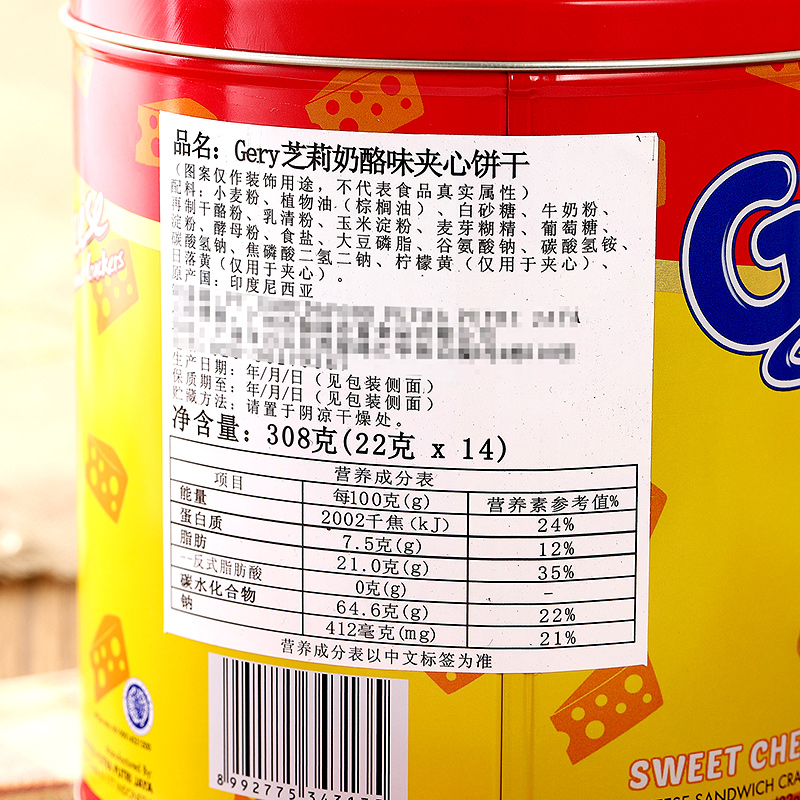 品名：Gery芝莉奶酪味夹心饼干
(图案仅作装饰用途，不代表食品真实属性)
配料：小麦粉、植物油（棕榈油）、白砂糖、牛奶粉、
再制干酪粉、乳清粉、玉米淀粉、麦芽糊精、葡萄糖、
淀粉、酵母粉、食盐、大豆磷脂、谷氨酸钠、碳酸氢铵、
碳酸氢钠、焦磷酸二氢二钠、柠檬黄（仅用于夹心）、
日落黄（仅用于夹心）。
原产国：印度尼西亚
生产日期：年/月/日（见包装侧面）
保质期至：年/月/日（见包装侧面）
贮藏方法：请置于阴凉干燥处。
净含量：308克(22克 x 14)
营养成分表
项目 每100克(g) 营养素参考值%
能量 2002千焦(kJ) 24%
蛋白质 7.5克(g) 12%
脂肪 21.0克(g) 35%
--反式脂肪酸 0克(g) -
碳水化合物 64.6克(g) 22%
钠 412毫克(mg) 21%
营养成分表以中文标签为准
SWEET CHE
SANDWICH CRA